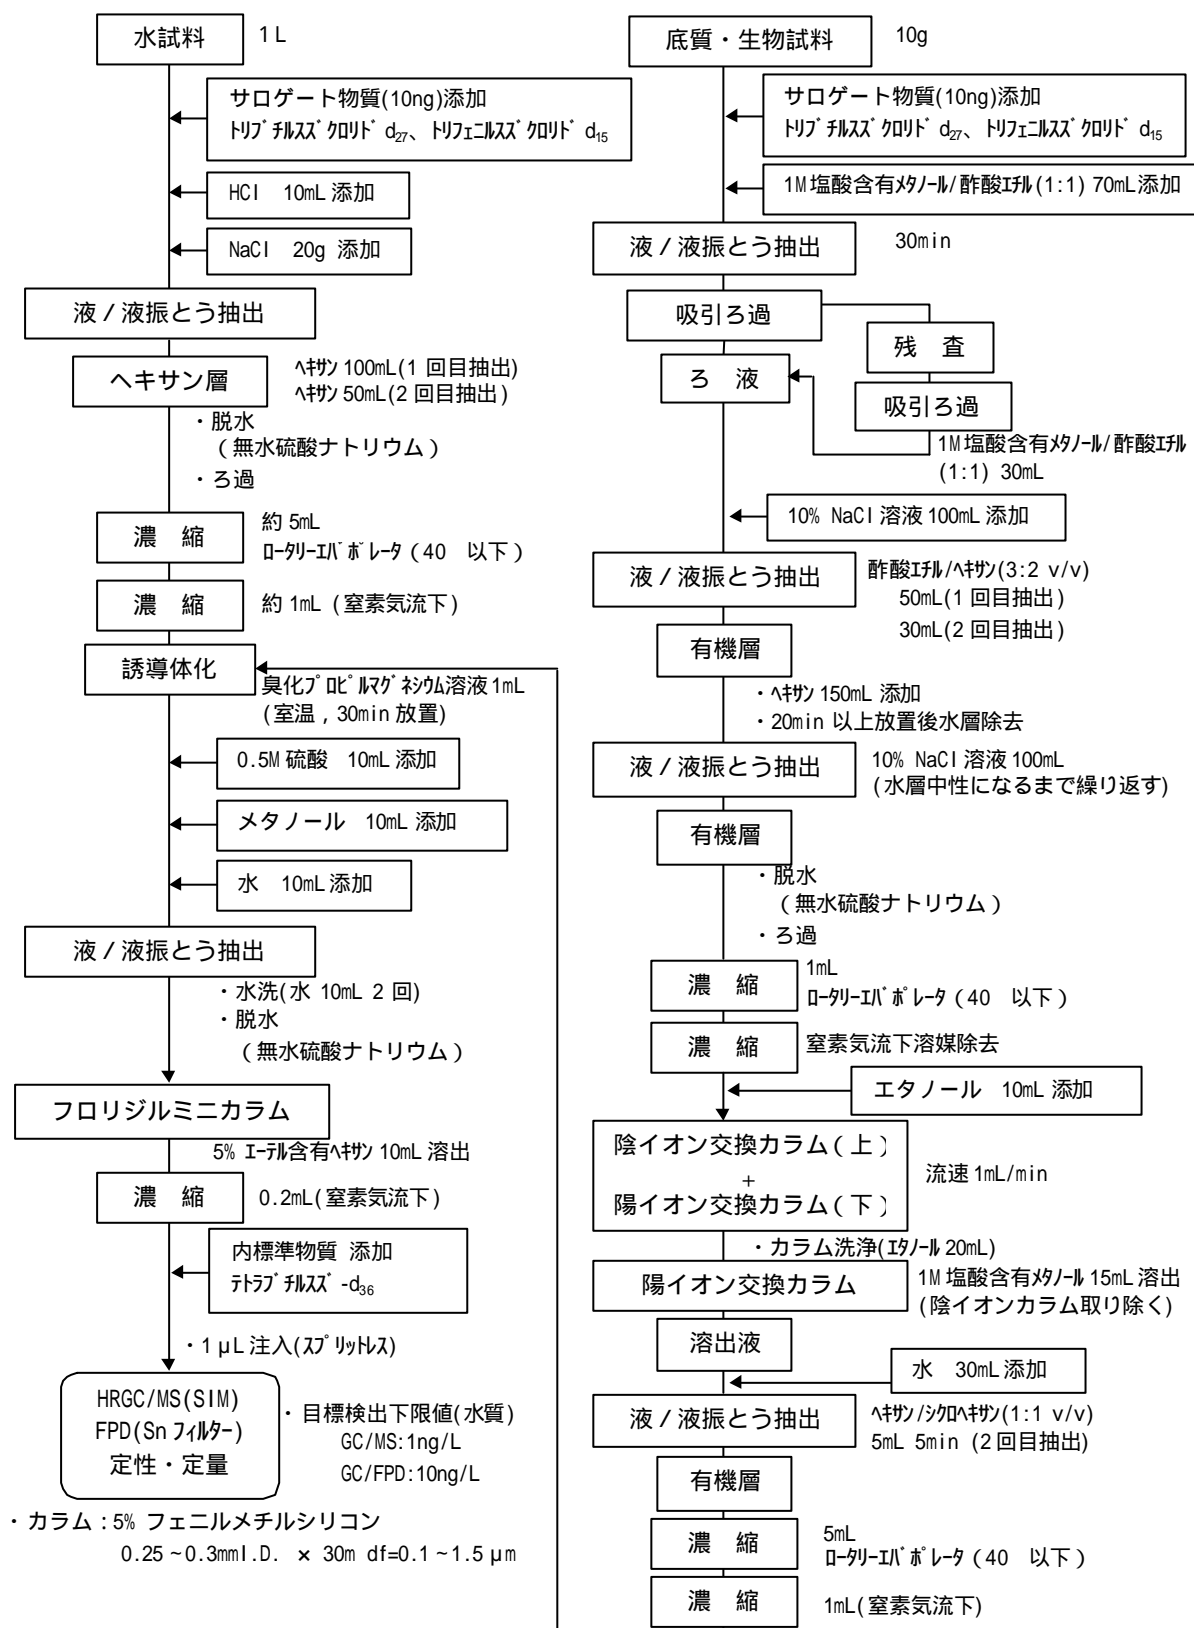 水試料
1L
サロゲート物質(10ng)添加
ﾄﾘﾌﾞﾁﾙｽｽﾞｸﾛﾘﾄﾞ d27、ﾄﾘﾌｪﾆﾙｽｽﾞｸﾛﾘﾄﾞ d15
HCl 10mL 添加
NaCl 20g 添加
液/液振とう抽出
ヘキサン層
ﾍｷｻﾝ 100mL(1 回目抽出)
ﾍｷｻﾝ 50mL(2 回目抽出)
・脱水
(無水硫酸ナトリウム)
・ろ過
濃 縮
約 5mL
ﾛｰﾀﾘｰｴﾊﾞﾎﾟﾚｰﾀ (40 以下)
濃 縮
約 1mL (窒素気流下)
誘導体化
臭化ﾌﾟﾛﾋﾟﾙﾏｸﾞﾈｼｳﾑ溶液 1mL
(室温,30min 放置)
0.5M 硫酸 10mL 添加
メタノール 10mL 添加
水 10mL 添加
液/液振とう抽出
・水洗(水 10mL 2 回)
・脱水
(無水硫酸ナトリウム)
フロリジルミニカラム
5% ｴｰﾃﾙ含有ﾍｷｻﾝ 10mL 溶出
濃 縮
0.2mL(窒素気流下)
内標準物質 添加
ﾃﾄﾗﾌﾞﾁﾙｽｽﾞ-d36
・1μL 注入(ｽﾌﾟﾘｯﾄﾚｽ)
HRGC/MS(SIM)
FPD(Sn ﾌｨﾙﾀｰ)
定性・定量
・目標検出下限値(水質)
GC/MS:1ng/L
GC/FPD:10ng/L
・カラム:5% フェニルメチルシリコン
0.25~0.3mmI.D. × 30m df=0.1~1.5μm
底質・生物試料
10g
サロゲート物質(10ng)添加
ﾄﾘﾌﾞﾁﾙｽｽﾞｸﾛﾘﾄﾞ d27、ﾄﾘﾌｪﾆﾙｽｽﾞｸﾛﾘﾄﾞ d15
1M 塩酸含有ﾒﾀﾉｰﾙ/酢酸ｴﾁﾙ(1:1) 70mL 添加
液/液振とう抽出
30min
吸引ろ過
残 査
ろ 液
吸引ろ過
1M 塩酸含有ﾒﾀﾉｰﾙ/酢酸ｴﾁﾙ
(1:1) 30mL
10% NaCl 溶液 100mL 添加
液/液振とう抽出
酢酸ｴﾁﾙ/ﾍｷｻﾝ(3:2 v/v)
50mL(1 回目抽出)
30mL(2 回目抽出)
有機層
・ﾍｷｻﾝ 150mL 添加
・20min 以上放置後水層除去
液/液振とう抽出
10% NaCl 溶液 100mL
(水層中性になるまで繰り返す)
有機層
・脱水
(無水硫酸ナトリウム)
・ろ過
濃 縮
1mL
ﾛｰﾀﾘｰｴﾊﾞﾎﾟﾚｰﾀ (40 以下)
濃 縮
窒素気流下溶媒除去
エタノール 10mL 添加
陰イオン交換カラム(上)
+
陽イオン交換カラム(下)
流速 1mL/min
・カラム洗浄(ｴﾀﾉｰﾙ 20mL)
陽イオン交換カラム
1M 塩酸含有ﾒﾀﾉｰﾙ 15mL 溶出
(陰イオンカラム取り除く)
溶出液
水 30mL 添加
液/液振とう抽出
ﾍｷｻﾝ/ｼｸﾛﾍｷｻﾝ(1:1 v/v)
5mL 5min (2 回目抽出)
有機層
濃 縮
5mL
ﾛｰﾀﾘｰｴﾊﾞﾎﾟﾚｰﾀ (40 以下)
濃 縮
1mL(窒素気流下)